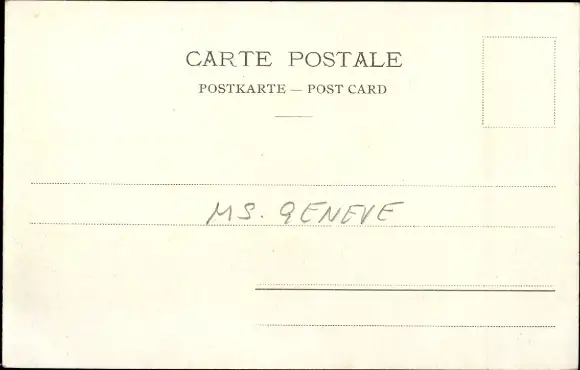 CARTE POSTALE
POSTKARTE — POST CARD
MS. GENEVE